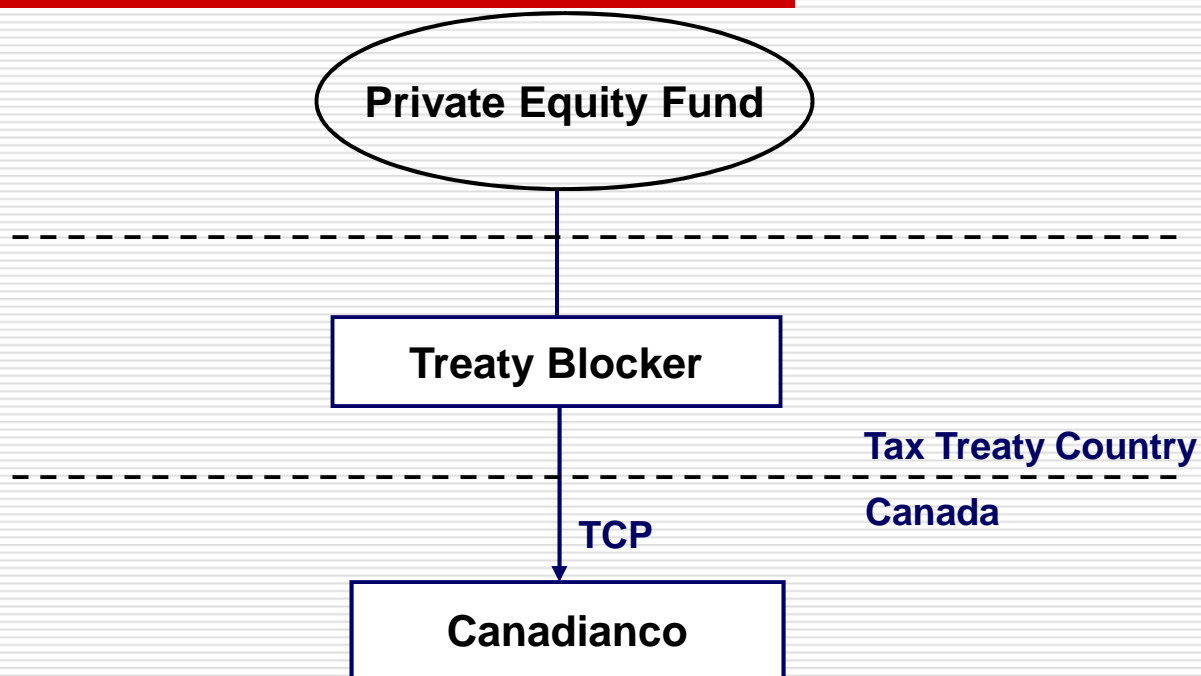 Private Equity Fund
Treaty Blocker
Tax Treaty Country
Canada
TCP
Canadianco